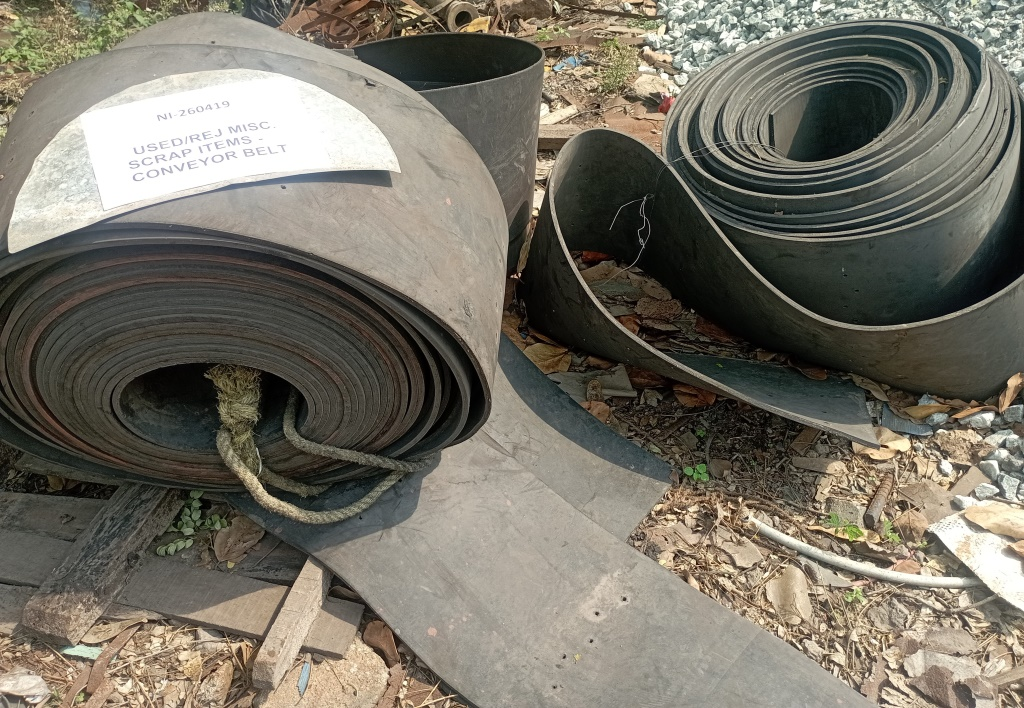 NI-260419
USED/REJ MISC.
SCRAP ITEMS -
CONVEYOR BELT